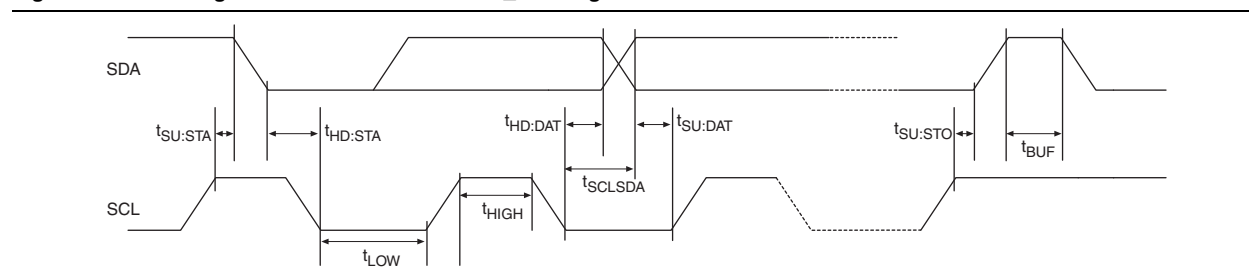 SDA
tSU:STA
tHD:STA
tHD:DAT
tSU:DAT
tSU:STO
tBUF
tSCLSDA
SCL
tHIGH
tLOW